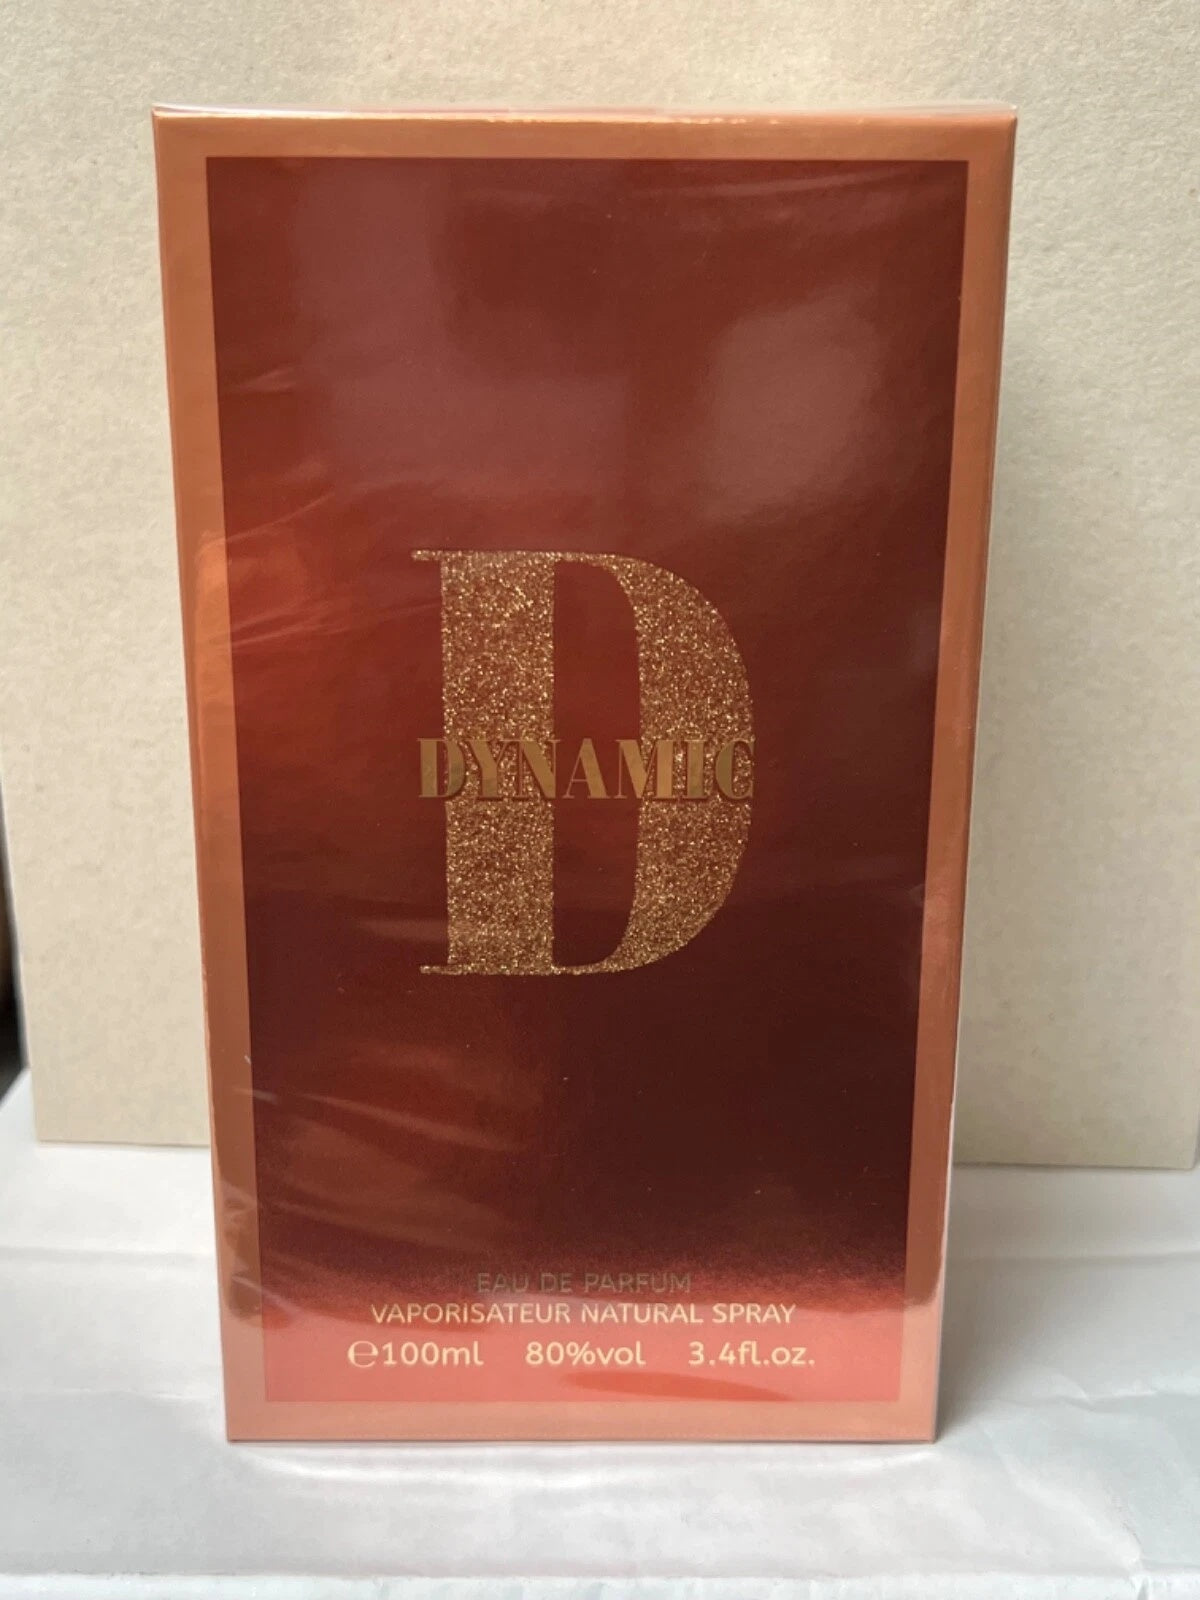 D
DYNAMIC
EAU DE PARFUM
VAPORISATEUR NATURAL SPRAY
℮100ml 80%vol 3.4fl.oz.